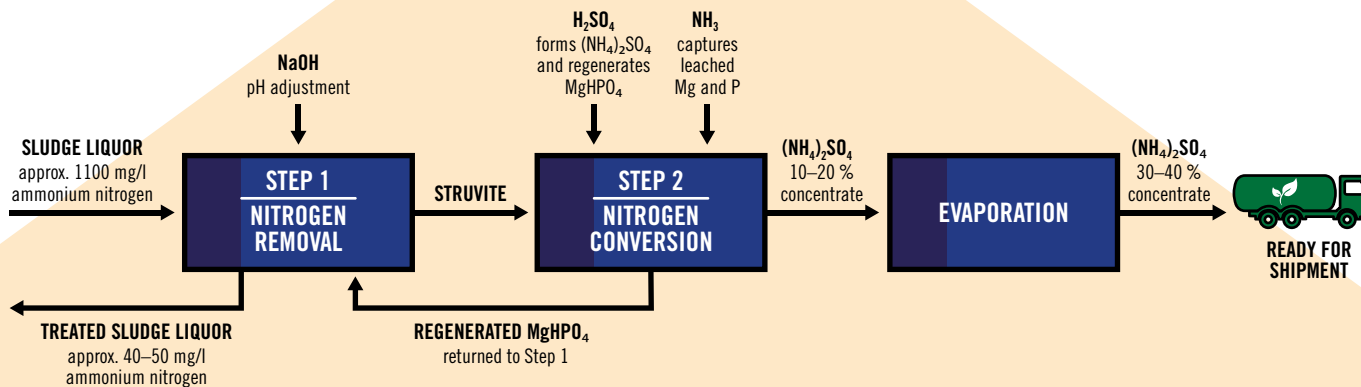 H₂SO₄
forms (NH₄)₂SO₄
and regenerates
MgHPO₄
NH₃
captures
leached
Mg and P
NaOH
pH adjustment
SLUDGE LIQUOR
approx. 1100 mg/l
ammonium nitrogen
STEP 1
NITROGEN
REMOVAL
STRUVITE
STEP 2
NITROGEN
CONVERSION
(NH₄)₂SO₄
10–20 %
concentrate
EVAPORATION
(NH₄)₂SO₄
30–40 %
concentrate
READY FOR
SHIPMENT
TREATED SLUDGE LIQUOR
approx. 40–50 mg/l
ammonium nitrogen
REGENERATED MgHPO₄
returned to Step 1